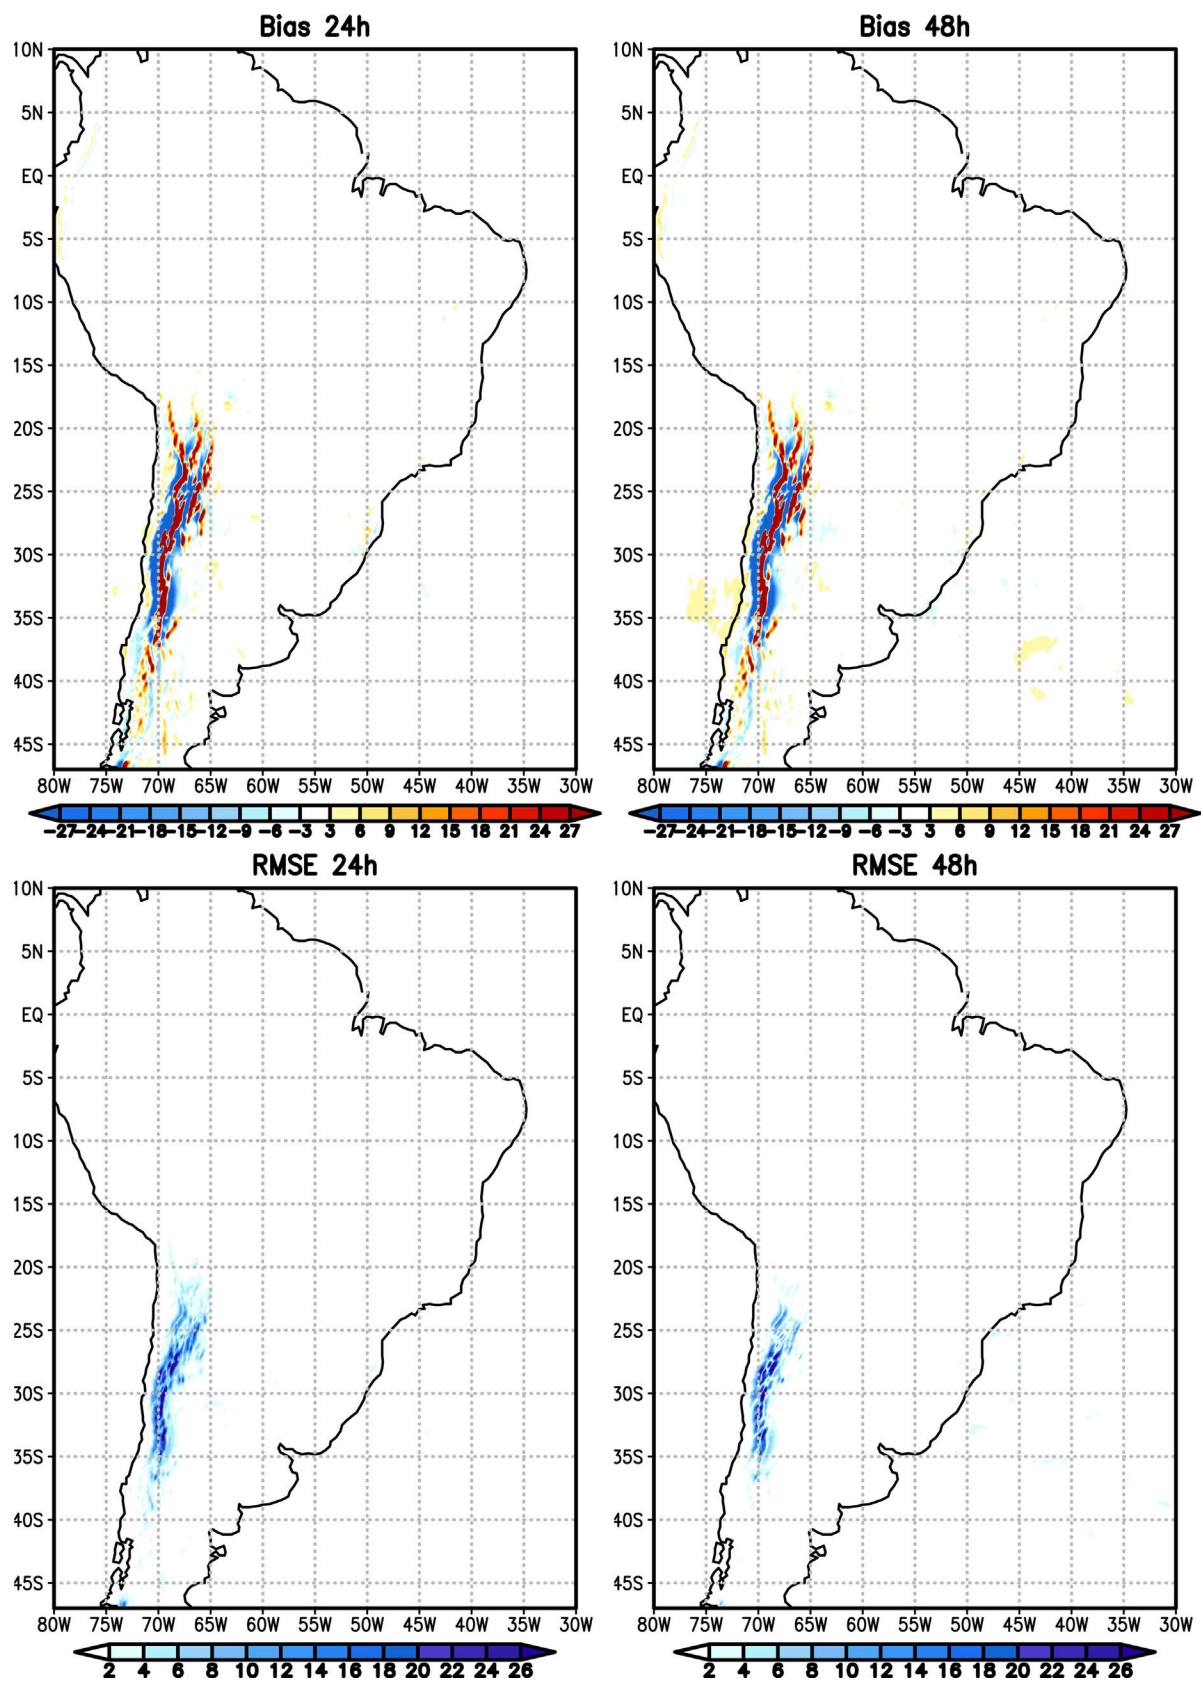 Bias 24h
Bias 48h
10N
5N
EQ
5S
10S
15S
20S
25S
30S
35S
40S
45S
80W 75W 70W 65W 60W 55W 50W 45W 40W 35W 30W
-27 -24 -21 -18 -15 -12 -9 -6 -3 3 6 9 12 15 18 21 24 27
10N
5N
EQ
5S
10S
15S
20S
25S
30S
35S
40S
45S
80W 75W 70W 65W 60W 55W 50W 45W 40W 35W 30W
-27 -24 -21 -18 -15 -12 -9 -6 -3 3 6 9 12 15 18 21 24 27
RMSE 24h
RMSE 48h
10N
5N
EQ
5S
10S
15S
20S
25S
30S
35S
40S
45S
80W 75W 70W 65W 60W 55W 50W 45W 40W 35W 30W
2 4 6 8 10 12 14 16 18 20 22 24 26
10N
5N
EQ
5S
10S
15S
20S
25S
30S
35S
40S
45S
80W 75W 70W 65W 60W 55W 50W 45W 40W 35W 30W
2 4 6 8 10 12 14 16 18 20 22 24 26